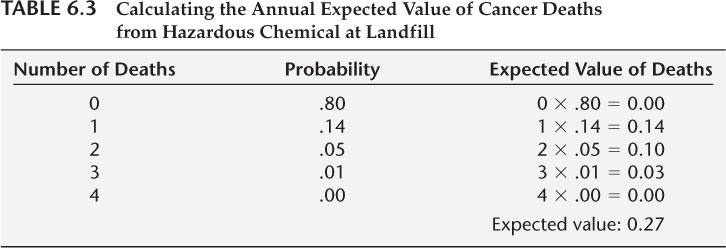 TABLE 6.3 Calculating the Annual Expected Value of Cancer Deaths
from Hazardous Chemical at Landfill
Number of Deaths Probability Expected Value of Deaths
0 .80 0 × .80 = 0.00
1 .14 1 × .14 = 0.14
2 .05 2 × .05 = 0.10
3 .01 3 × .01 = 0.03
4 .00 4 × .00 = 0.00
Expected value: 0.27